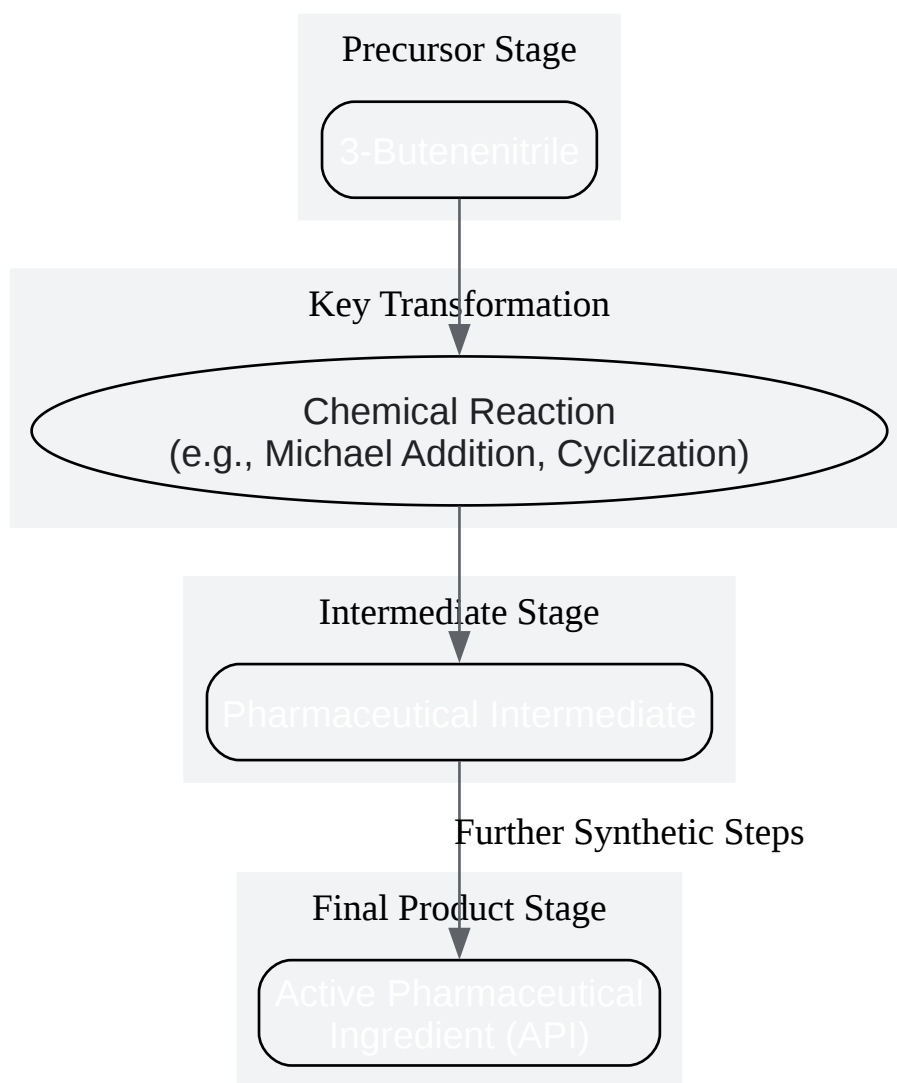 Precursor Stage
3-Butenenitrile
Key Transformation
Chemical Reaction
(e.g., Michael Addition, Cyclization)
Intermediate Stage
Pharmaceutical Intermediate
Further Synthetic Steps
Final Product Stage
Active Pharmaceutical
Ingredient (API)